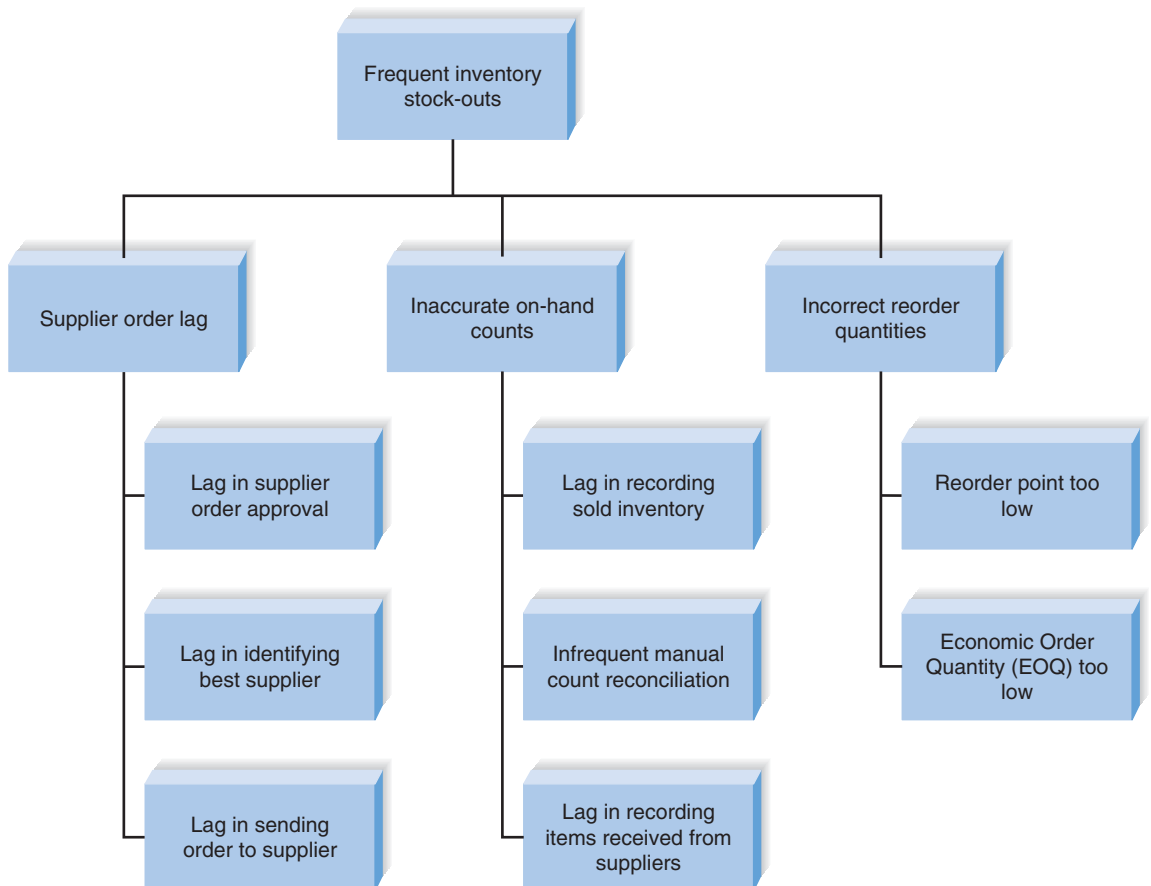 Frequent inventory
stock-outs
Supplier order lag
Inaccurate on-hand
counts
Incorrect reorder
quantities
Lag in supplier
order approval
Lag in recording
sold inventory
Reorder point too
low
Lag in identifying
best supplier
Infrequent manual
count reconciliation
Economic Order
Quantity (EOQ) too
low
Lag in sending
order to supplier
Lag in recording
items received from
suppliers